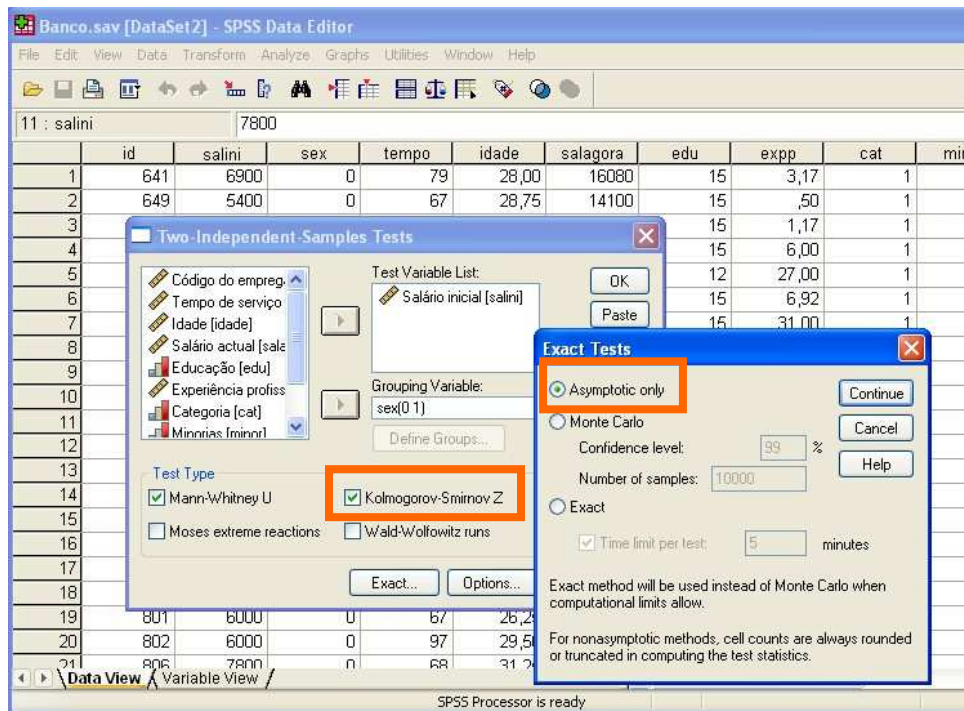 Banco.sav [DataSet2] - SPSS Data Editor
File Edit View Data Transform Analyze Graphs Utilities Window Help
11 : salini 7800
id salini sex tempo idade salagora edu expp cat
1 641 6900 0 79 28,00 16080 15 3,17 1
2 649 5400 0 67 28,75 14100 15 ,50 1
3 15 1,17 1
4 15 6,00 1
5 12 27,00 1
6 15 6,92 1
7 15 31,00 1
8
9
10
11
12
13
14
15
16
17
18
19 801 6000 0 67
20 802 6000 0 97
21 806 7800 0 68
Data View Variable View
SPSS Processor is ready
Two-Independent-Samples Tests
Código do empreg.
Tempo de serviço
Idade [idade]
Salário actual [sala
Educação [edu]
Experiência profiss
Categoria [cat]
Minorias [minor]
Test Variable List:
Salário inicial [salini]
Grouping Variable:
sex(0 1)
Define Groups...
OK
Paste
Test Type
Mann-Whitney U
Kolmogorov-Smirnov Z
Moses extreme reactions
Wald-Wolfowitz runs
Exact...
Options...
Exact Tests
Asymptotic only
Monte Carlo
Confidence level: 99 %
Number of samples: 10000
Exact
Time limit per test: 5 minutes
Continue
Cancel
Help
Exact method will be used instead of Monte Carlo when
computational limits allow.
For nonasymptotic methods, cell counts are always rounded
or truncated in computing the test statistics.